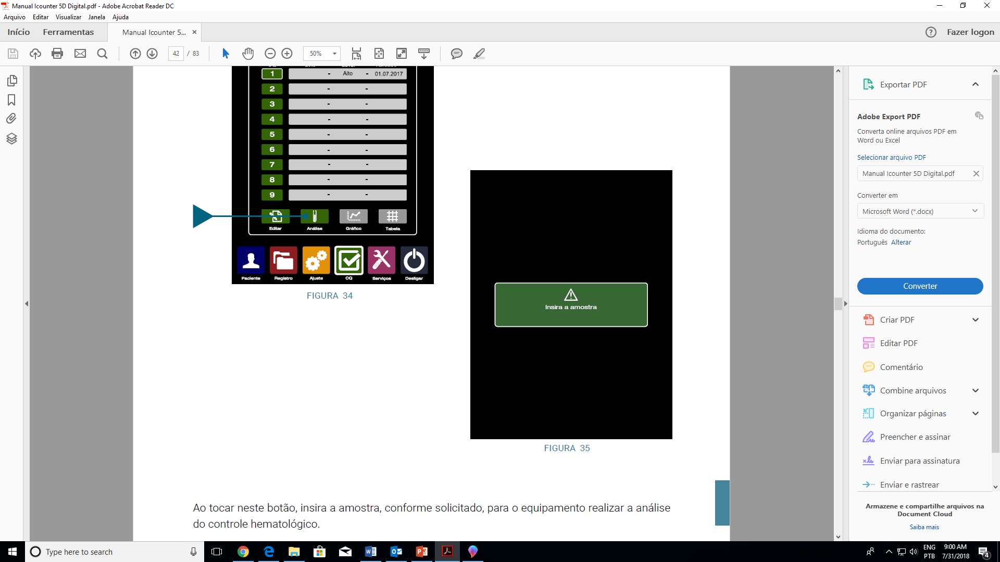 Manual Icounter 5D Digital.pdf - Adobe Acrobat Reader DC
Arquivo Editar Visualizar Janela Ajuda
Início Ferramentas Manual Icounter 5... × ? Fazer logon
42 / 83 50%
1 - Alto - 01.07.2017
2 - -
3 - -
4 - -
5 - -
6 - -
7 - -
8 - -
9 - -
Editar Análise Gráfico Tabela
Paciente Registro Ajuste CQ Serviços Desligar
FIGURA 34
Insira a amostra
FIGURA 35
Ao tocar neste botão, insira a amostra, conforme solicitado, para o equipamento realizar a análise
do controle hematológico.
Exportar PDF
Adobe Export PDF
Converta online arquivos PDF em
Word ou Excel
Selecionar arquivo PDF
Manual Icounter 5D Digital.pdf
Converter em
Microsoft Word (*.docx)
Idioma do documento:
Português Alterar
Converter
Criar PDF
Editar PDF
Comentário
Combine arquivos
Organizar páginas
Preencher e assinar
Enviar para assinatura
Enviar e rastrear
Armazene e compartilhe arquivos na
Document Cloud
Saiba mais
Type here to search
ENG
PTB
9:00 AM
7/31/2018
4